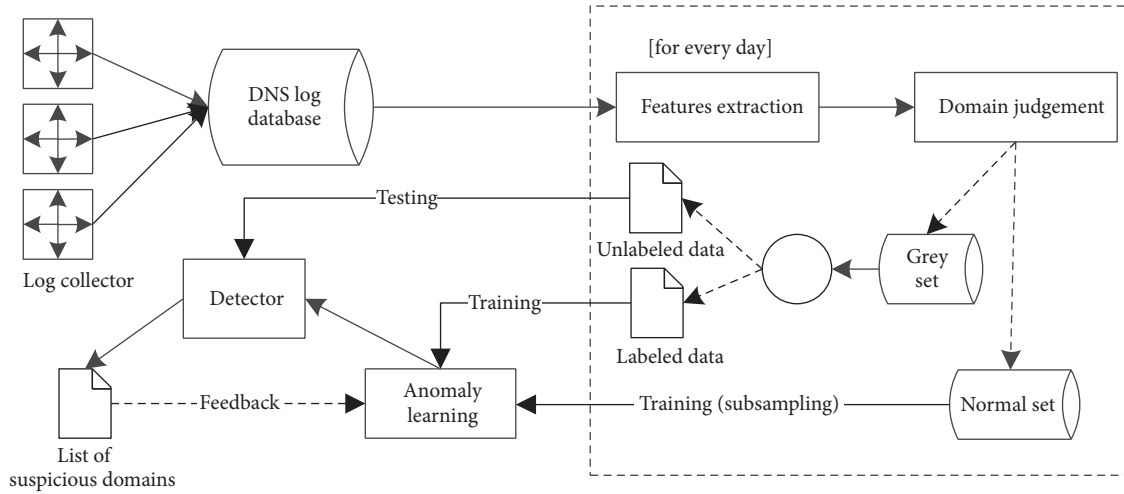 [for every day]
DNS log
database
Features extraction
Domain judgement
Log collector
Testing
Unlabeled data
Grey
set
Detector
Training
Labeled data
Anomaly
learning
Feedback
Training (subsampling)
Normal set
List of
suspicious domains